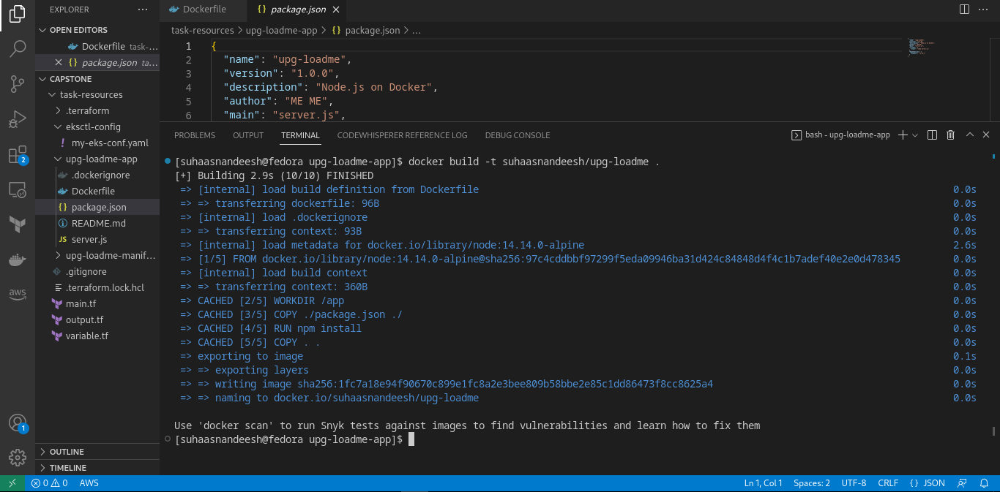 EXPLORER
OPEN EDITORS
Dockerfile task-...
package.json ta...
CAPSTONE
task-resources
.terraform
eksctl-config
my-eks-conf.yaml
upg-loadme-app
.dockerignore
Dockerfile
package.json
README.md
JS server.js
upg-loadme-manif...
.gitignore
.terraform.lock.hcl
main.tf
output.tf
variable.tf
OUTLINE
TIMELINE
2
aws
1
Dockerfile
{} package.json
task-resources > upg-loadme-app > {} package.json > ...
1 {
2 "name": "upg-loadme",
3 "version": "1.0.0",
4 "description": "Node.js on Docker",
5 "author": "ME ME",
6 "main": "server.js",
PROBLEMS OUTPUT TERMINAL CODEWHISPERER REFERENCE LOG DEBUG CONSOLE
bash - upg-loadme-app
[suhaasnandeesh@fedora upg-loadme-app]$ docker build -t suhaasnandeesh/upg-loadme .
[+] Building 2.9s (10/10) FINISHED
=> [internal] load build definition from Dockerfile 0.0s
=> => transferring dockerfile: 96B 0.0s
=> [internal] load .dockerignore 0.0s
=> => transferring context: 93B 0.0s
=> [internal] load metadata for docker.io/library/node:14.14.0-alpine 2.6s
=> [1/5] FROM docker.io/library/node:14.14.0-alpine@sha256:97c4cddbbf97299f5eda09946ba31d424c84848d4f4c1b7adef40e2e0d478345 0.0s
=> [internal] load build context 0.0s
=> => transferring context: 360B 0.0s
=> CACHED [2/5] WORKDIR /app 0.0s
=> CACHED [3/5] COPY ./package.json ./ 0.0s
=> CACHED [4/5] RUN npm install 0.0s
=> CACHED [5/5] COPY . . 0.0s
=> exporting to image 0.1s
=> => exporting layers 0.0s
=> => writing image sha256:1fc7a18e94f90670c899e1fc8a2e3bee809b58bbe2e85c1dd86473f8cc8625a4 0.0s
=> => naming to docker.io/suhaasnandeesh/upg-loadme 0.0s
Use 'docker scan' to run Snyk tests against images to find vulnerabilities and learn how to fix them
[suhaasnandeesh@fedora upg-loadme-app]$
0 0 AWS
Ln 1, Col 1 Spaces: 2 UTF-8 CRLF {} JSON